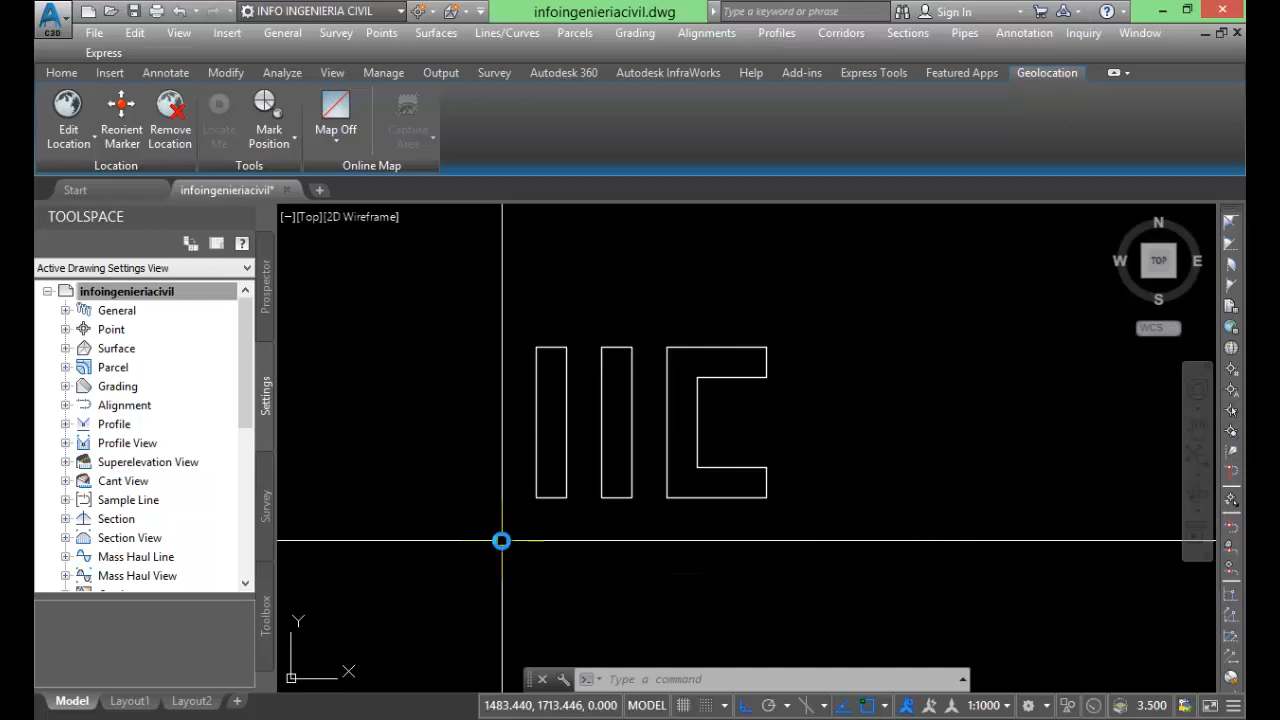 INFO INGENIERIA CIVIL
infoingenieriacivil.dwg
Type a keyword or phrase
Sign In
C3D
File Edit View Insert General Survey Points Surfaces Lines/Curves Parcels Grading Alignments Profiles Corridors Sections Pipes Annotation Inquiry Window
Express
Home Insert Annotate Modify Analyze View Manage Output Survey Autodesk 360 Autodesk InfraWorks Help Add-ins Express Tools Featured Apps Geolocation
Edit Location
Reorient Marker
Remove Location
Locate Me
Mark Position
Map Off
Capture Area
Location Tools Online Map
Start infoingenieriacivil*
TOOLSPACE
Active Drawing Settings View
infoingenieriacivil
General
Point
Surface
Parcel
Grading
Alignment
Profile
Profile View
Superelevation View
Cant View
Sample Line
Section
Section View
Mass Haul Line
Mass Haul View
Prospector
Settings
Survey
Toolbox
[−][Top][2D Wireframe]
N
W TOP E
S
WCS
IIC
Y
X
Type a command
Model Layout1 Layout2 +
1483.440, 1713.446, 0.000 MODEL 1:1000 3.500